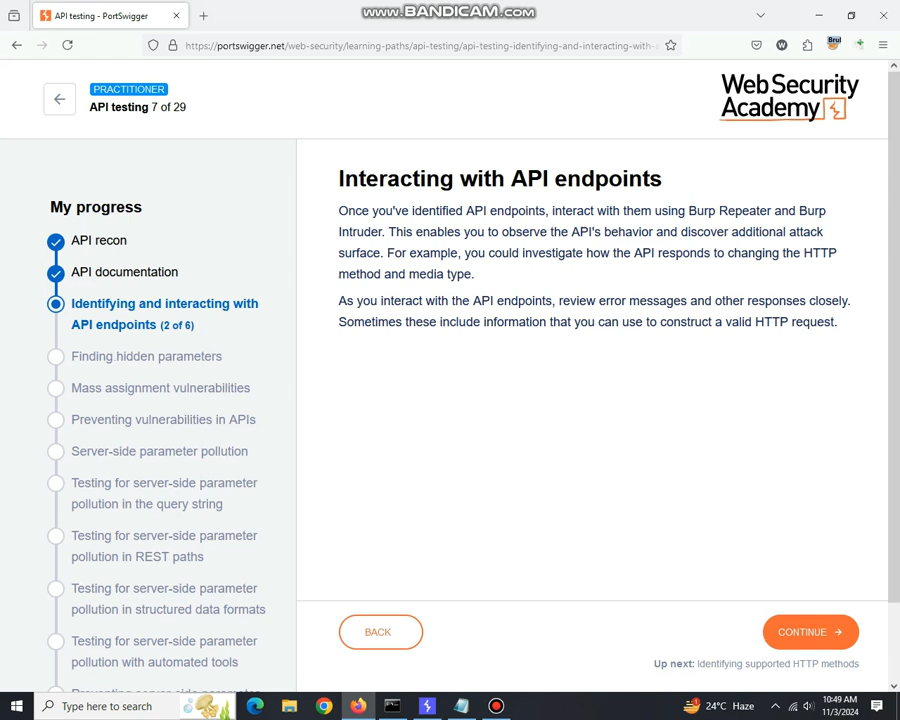 www.BANDICAM.com
API testing - PortSwigger
https://portswigger.net/web-security/learning-paths/api-testing/api-testing-identifying-and-interacting-with-
Brul
PRACTITIONER
API testing 7 of 29
Web Security
Academy
My progress
API recon
API documentation
Identifying and interacting with
API endpoints (2 of 6)
Finding hidden parameters
Mass assignment vulnerabilities
Preventing vulnerabilities in APIs
Server-side parameter pollution
Testing for server-side parameter
pollution in the query string
Testing for server-side parameter
pollution in REST paths
Testing for server-side parameter
pollution in structured data formats
Testing for server-side parameter
pollution with automated tools
Preventing server-side parameter
Interacting with API endpoints
Once you've identified API endpoints, interact with them using Burp Repeater and Burp
Intruder. This enables you to observe the API's behavior and discover additional attack
surface. For example, you could investigate how the API responds to changing the HTTP
method and media type.
As you interact with the API endpoints, review error messages and other responses closely.
Sometimes these include information that you can use to construct a valid HTTP request.
BACK
CONTINUE
Up next: Identifying supported HTTP methods
Type here to search
24°C Haze
10:49 AM
11/3/2024